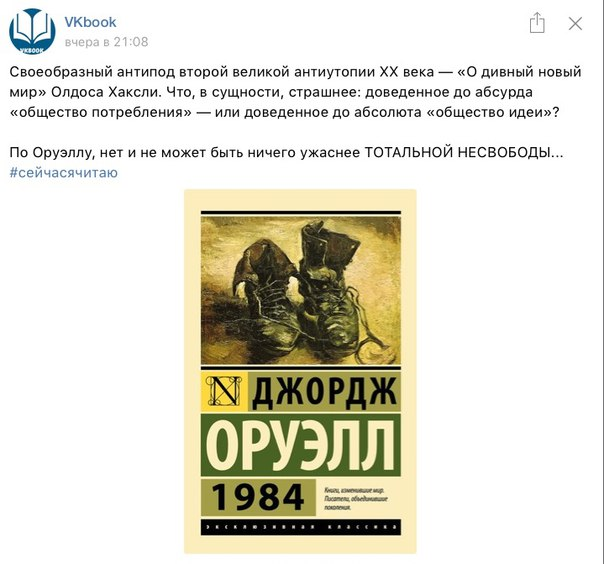 VKbook
вчера в 21:08
VKBOOK
Своеобразный антипод второй великой антиутопии XX века — «О дивный новый
мир» Олдоса Хаксли. Что, в сущности, страшнее: доведенное до абсурда
«общество потребления» — или доведенное до абсолюта «общество идеи»?
По Оруэллу, нет и не может быть ничего ужаснее ТОТАЛЬНОЙ НЕСВОБОДЫ...
#сейчасячитаю
N ДЖОРДЖ
ОРУЭЛЛ
1984
Книги, изменившие мир.
Писатели, объединившие
поколения.
эксклюзивная классика